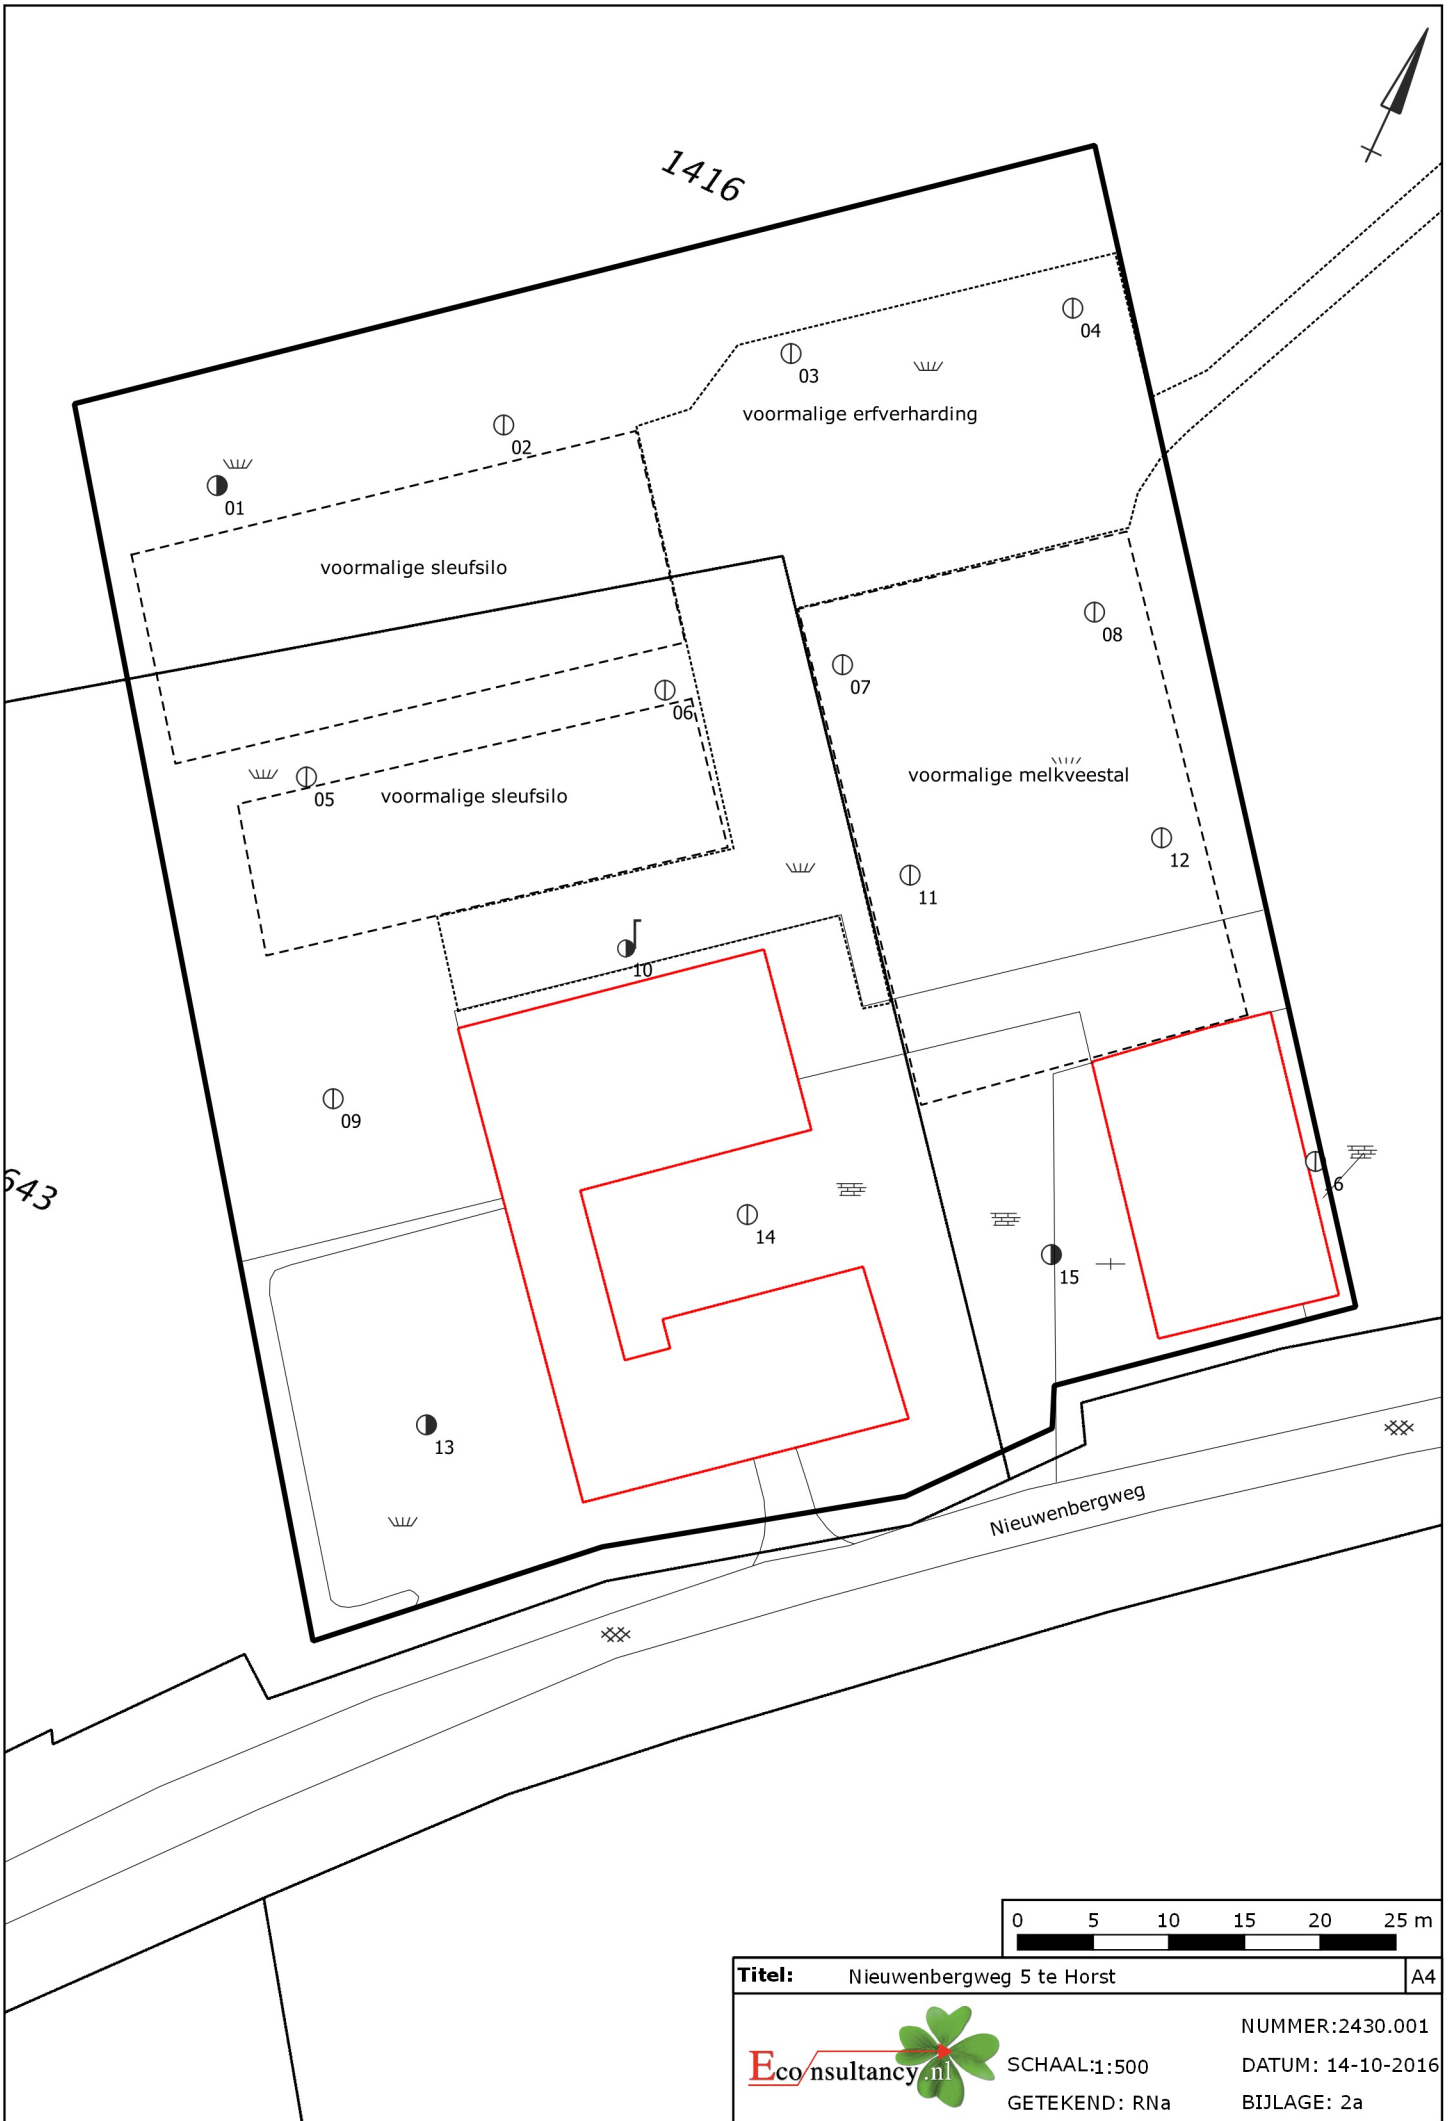 1416
04
03
voormalige erfverharding
02
01
voormalige sleufsilo
08
07
06
voormalige melkveestal
05
voormalige sleufsilo
12
11
10
09
16
643
14
15
13
Nieuwenbergweg
0 5 10 15 20 25 m
Titel: Nieuwenbergweg 5 te Horst A4
Econsultancy.nl
NUMMER:2430.001
SCHAAL:1:500 DATUM: 14-10-2016
GETEKEND: RNa BIJLAGE: 2a